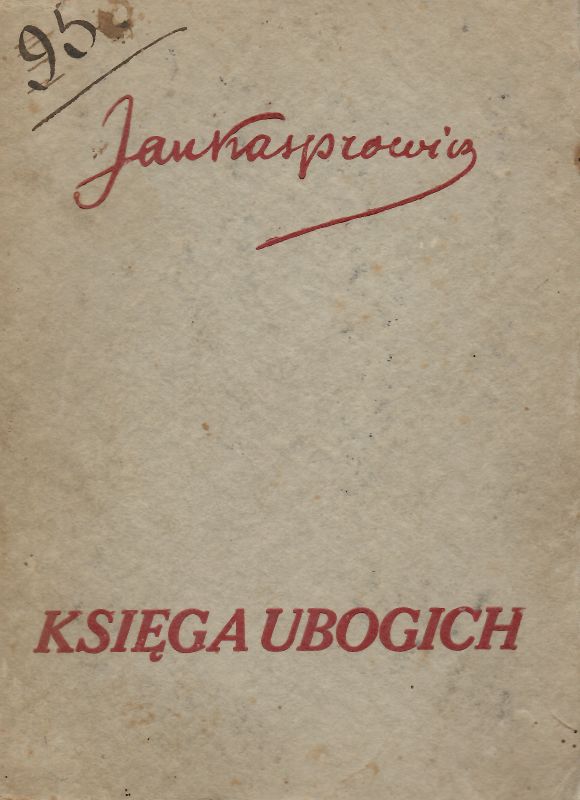 95
Jan Kasprowicz
KSIĘGA UBOGICH